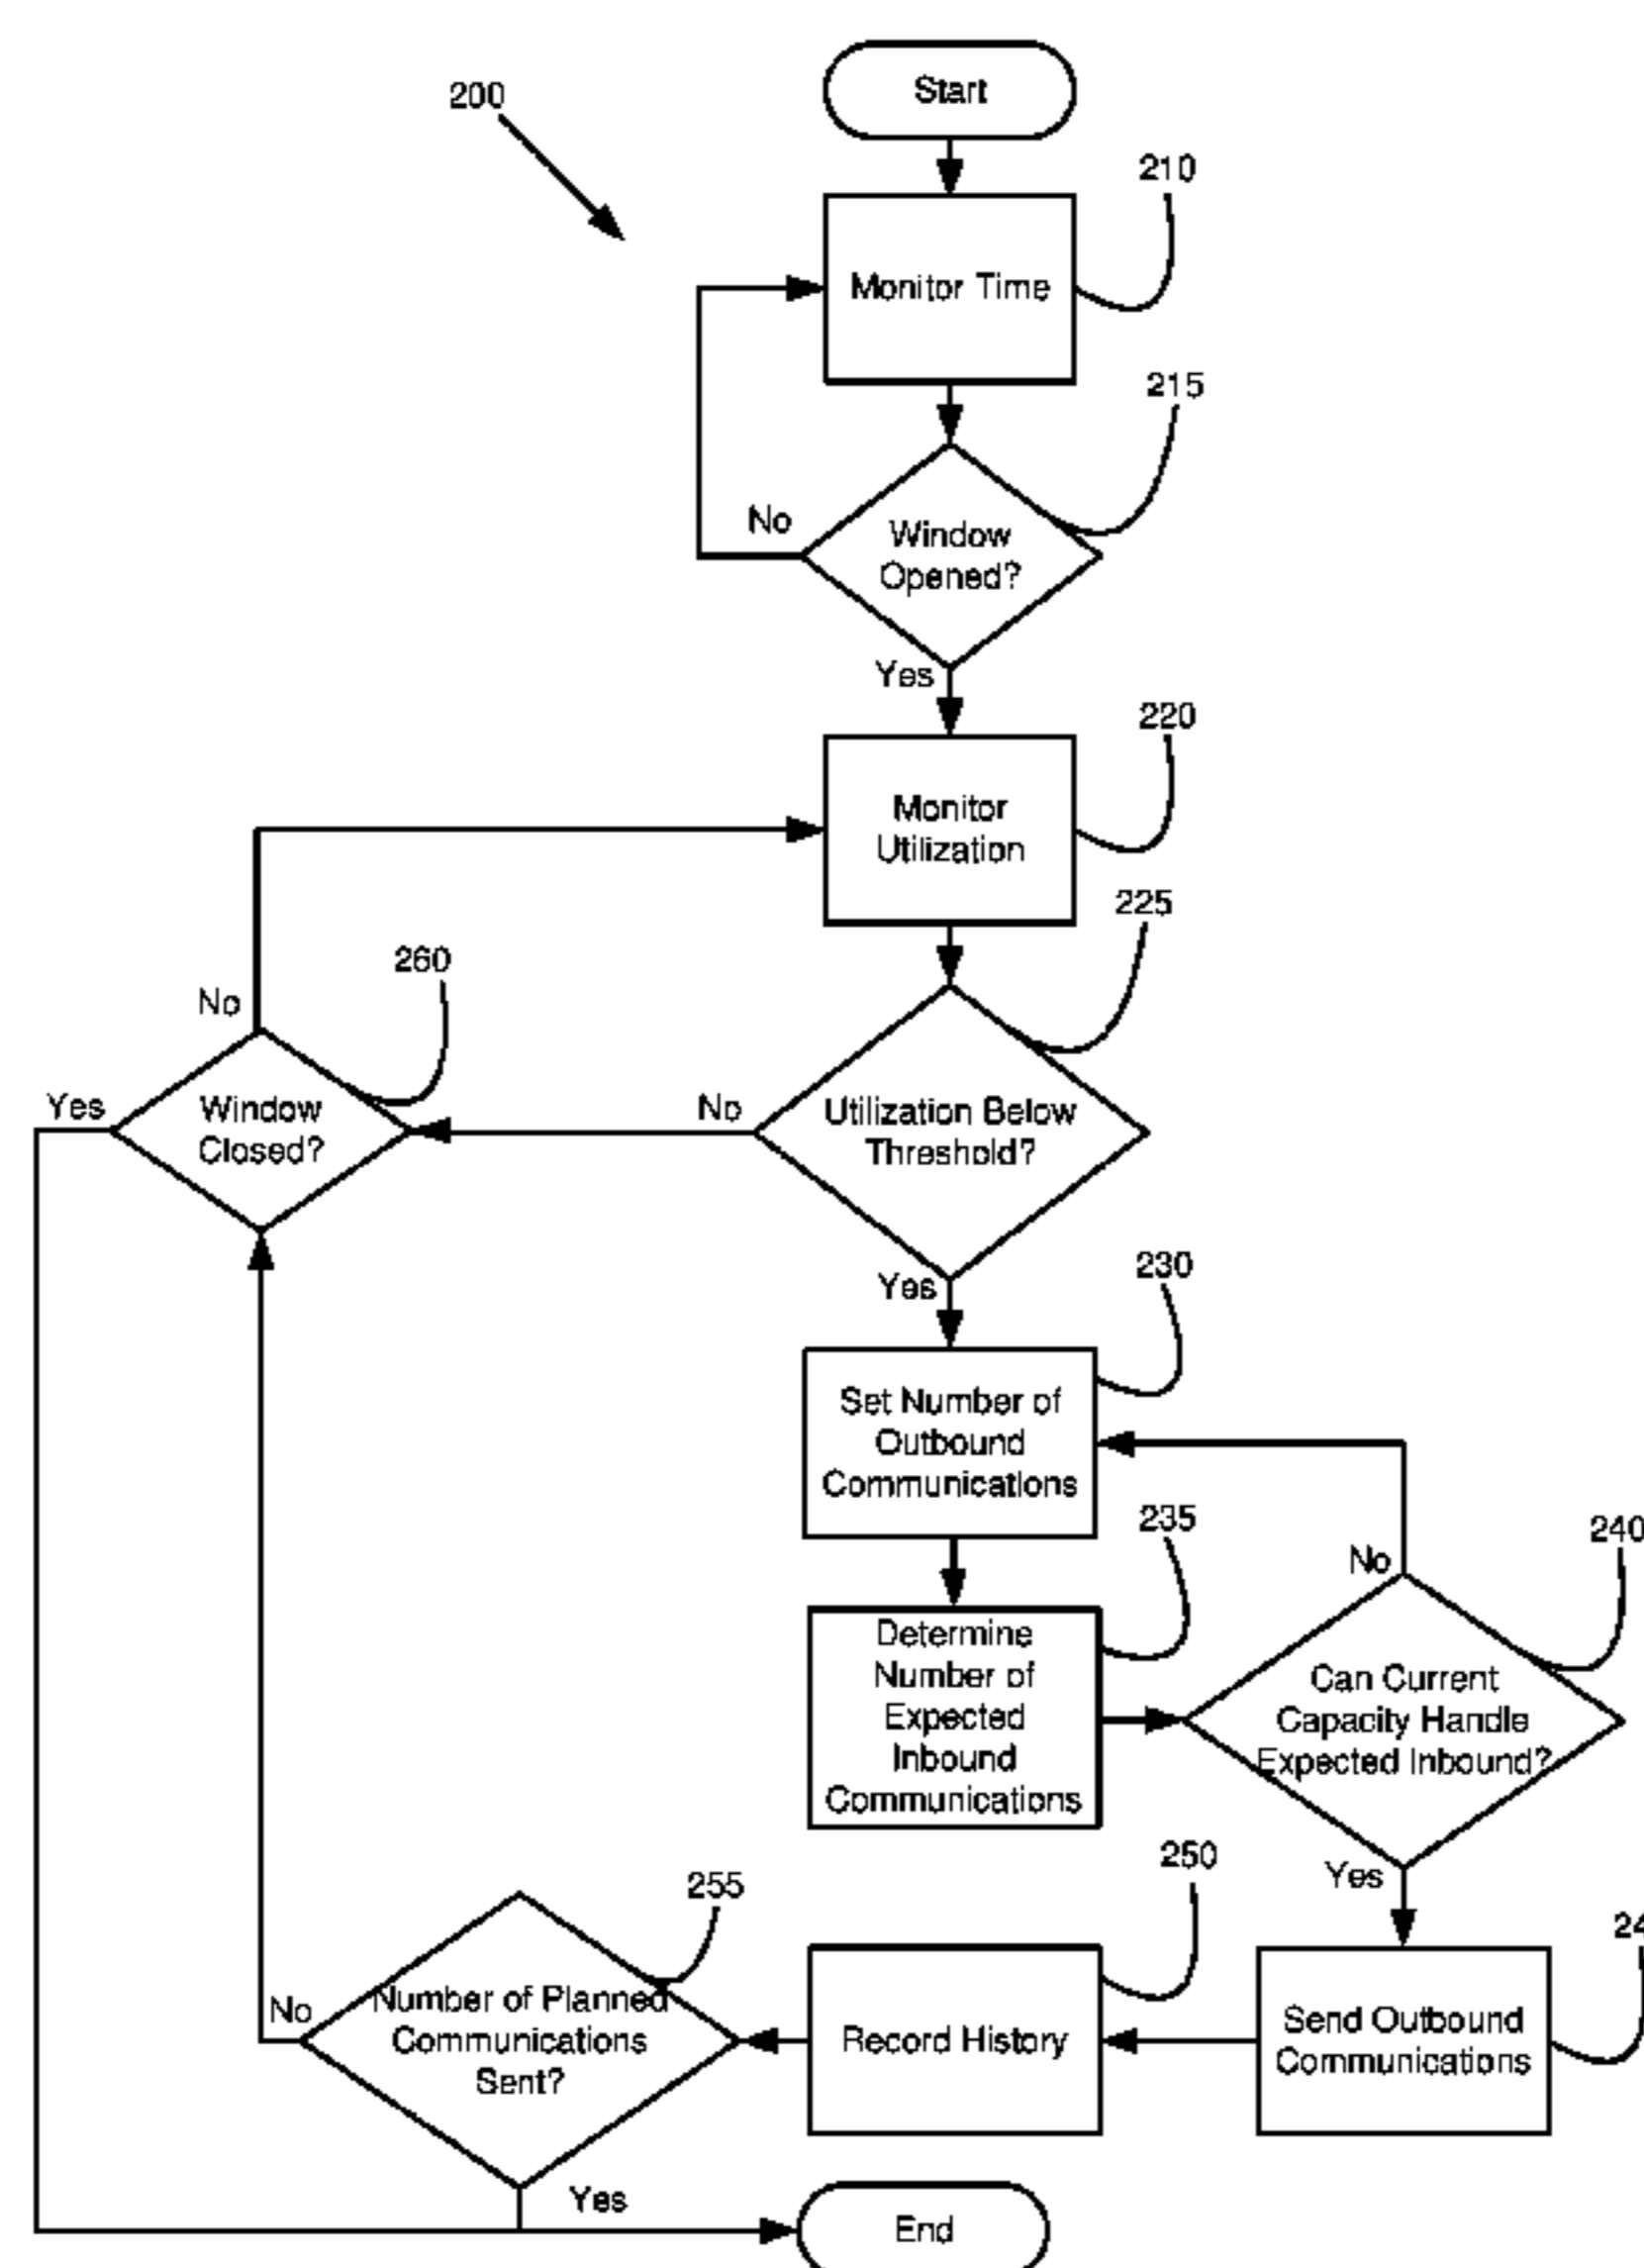 Start
200
210
Monitor Time
215
No
Window
Opened?
Yes
220
Monitor
Utilization
225
260
No
Yes
Window
Closed?
No
Utilization Below
Threshold?
Yes
230
Set Number of
Outbound
Communications
235
240
No
Determine
Number of
Expected
Inbound
Communications
Can Current
Capacity Handle
Expected Inbound?
250
Yes
255
No
Number of Planned
Communications
Sent?
Record History
Send Outbound
Communications
Yes
End